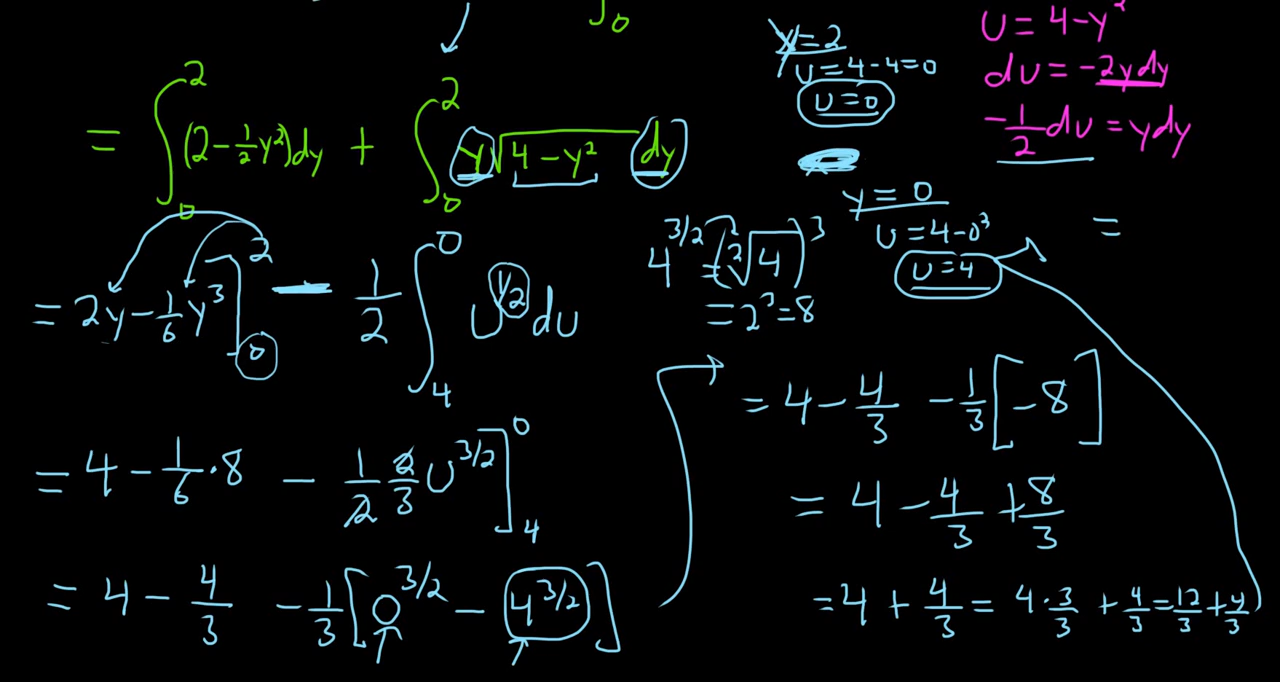 ∫₀
= ∫₀² (2 − ½y²)dy + ∫₀² y√(4 − y²) dy
= 2y − 1/6 y³ ]₀² − 1/2 ∫₄⁰ u^(1/2) du
= 4 − 1/6 · 8 − 1/2 2/3 u^(3/2) ]₄⁰
= 4 − 4/3 − 1/3 [0^(3/2) − 4^(3/2)]
y = 2
u = 4 − 4 = 0
u = 0
u = 4 − y²
du = −2y dy
−1/2 du = y dy
y = 0
u = 4 − 0³
u = 4
4^(3/2) = (²√4)³
= 2³ = 8
=
= 4 − 4/3 − 1/3 [−8]
= 4 − 4/3 + 8/3
= 4 + 4/3 = 4 · 3/3 + 4/3 = 12/3 + 4/3